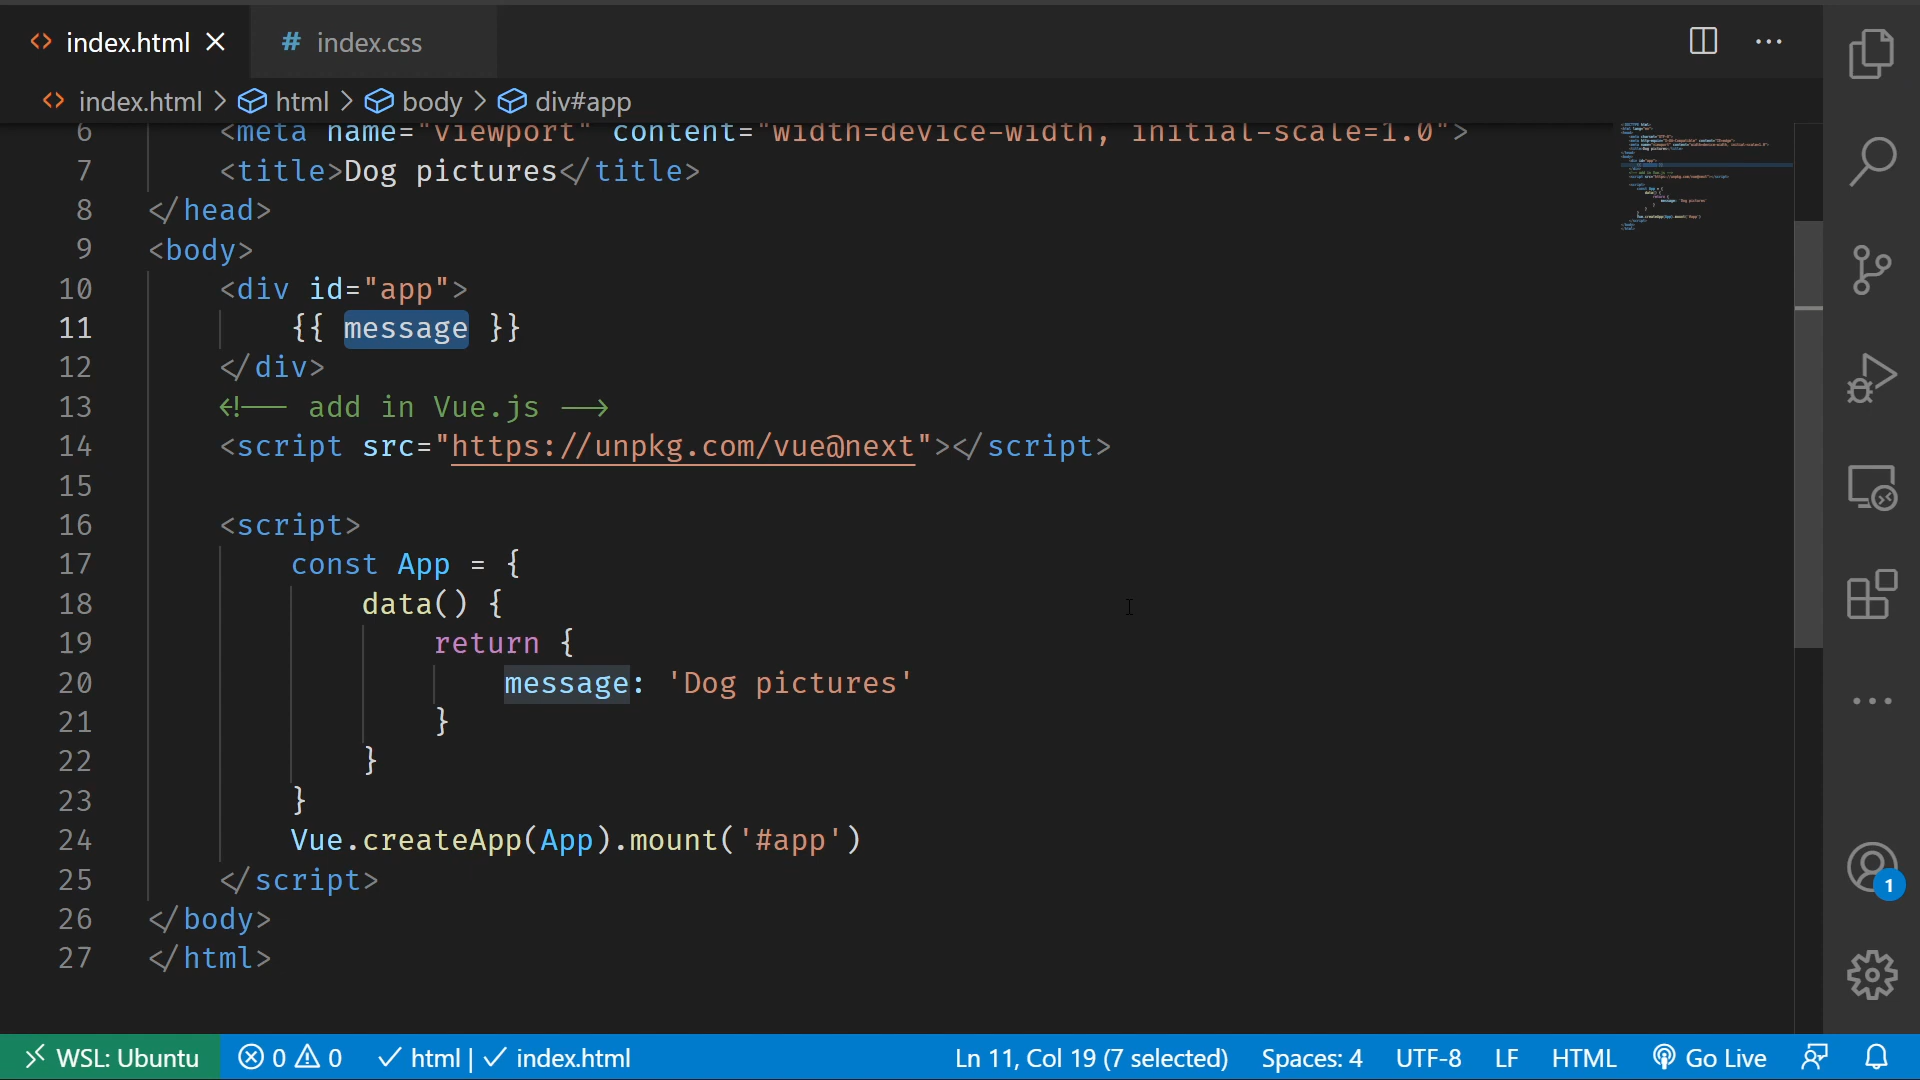 index.html
index.css
index.html > html > body > div#app
6 <meta name="viewport" content="width=device-width, initial-scale=1.0">
7 <title>Dog pictures</title>
8 </head>
9 <body>
10 <div id="app">
11 {{ message }}
12 </div>
13 <!-- add in Vue.js -->
14 <script src="https://unpkg.com/vue@next"></script>
15
16 <script>
17 const App = {
18 data() {
19 return {
20 message: 'Dog pictures'
21 }
22 }
23 }
24 Vue.createApp(App).mount('#app')
25 </script>
26 </body>
27 </html>
1
WSL: Ubuntu 0 0 html | index.html Ln 11, Col 19 (7 selected) Spaces: 4 UTF-8 LF HTML Go Live